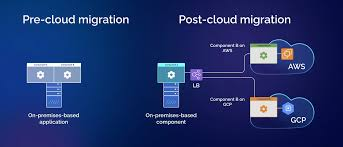 Pre-cloud migration
Post-cloud migration
Component B on
AWS
AWS
LB
On-premises-based
application
On-premises-based
component
Component B on
GCP
GCP